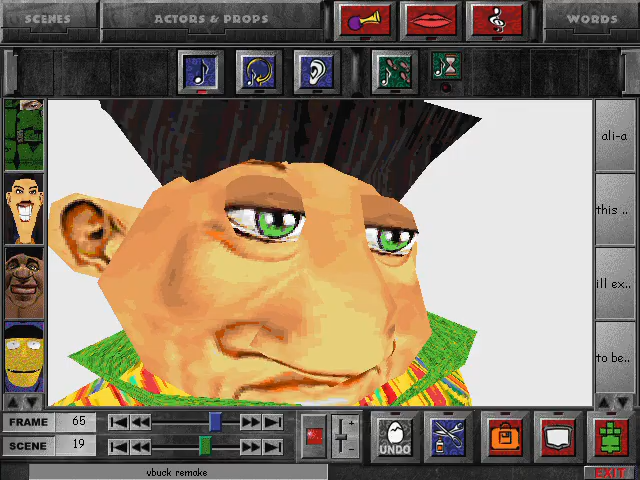 SCENES
ACTORS & PROPS
WORDS
ali-a
this ..
ill ex..
to be..
FRAME 65
SCENE 19
UNDO
vbuck remake
EXIT